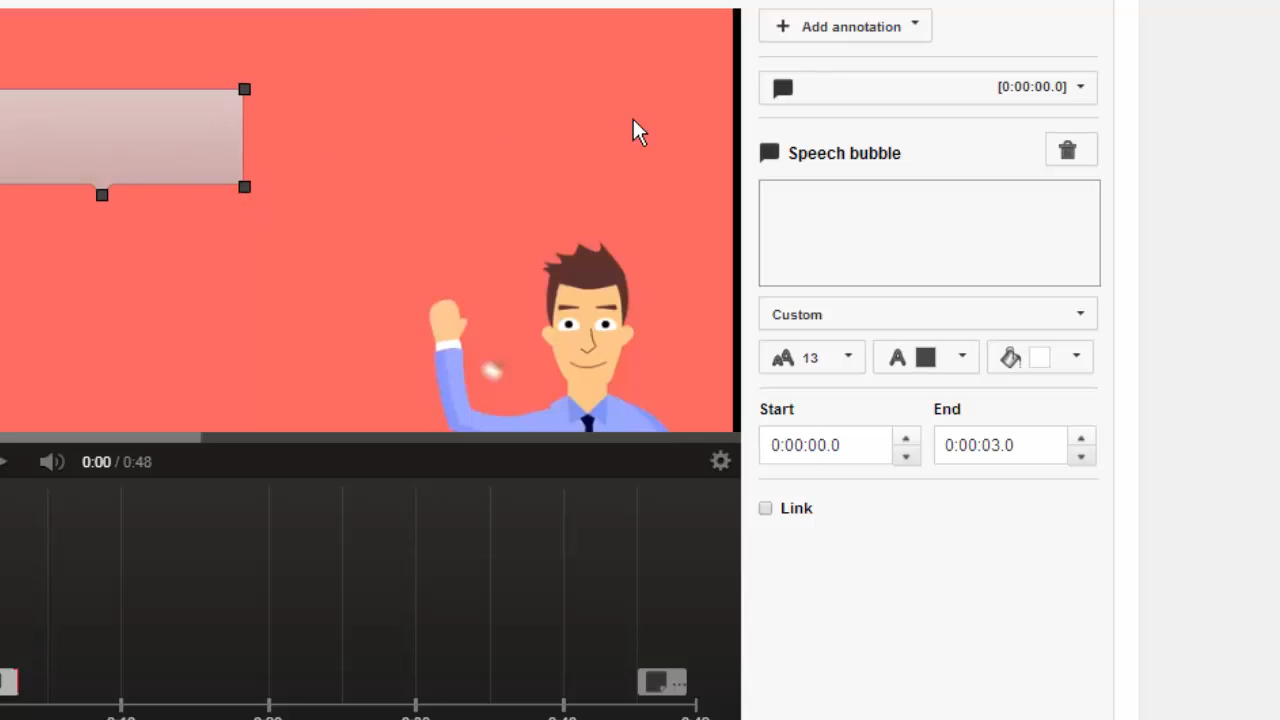 Add annotation
[0:00:00.0]
Speech bubble
Custom
13
Start End
0:00:00.0 0:00:03.0
0:00 / 0:48
Link
...